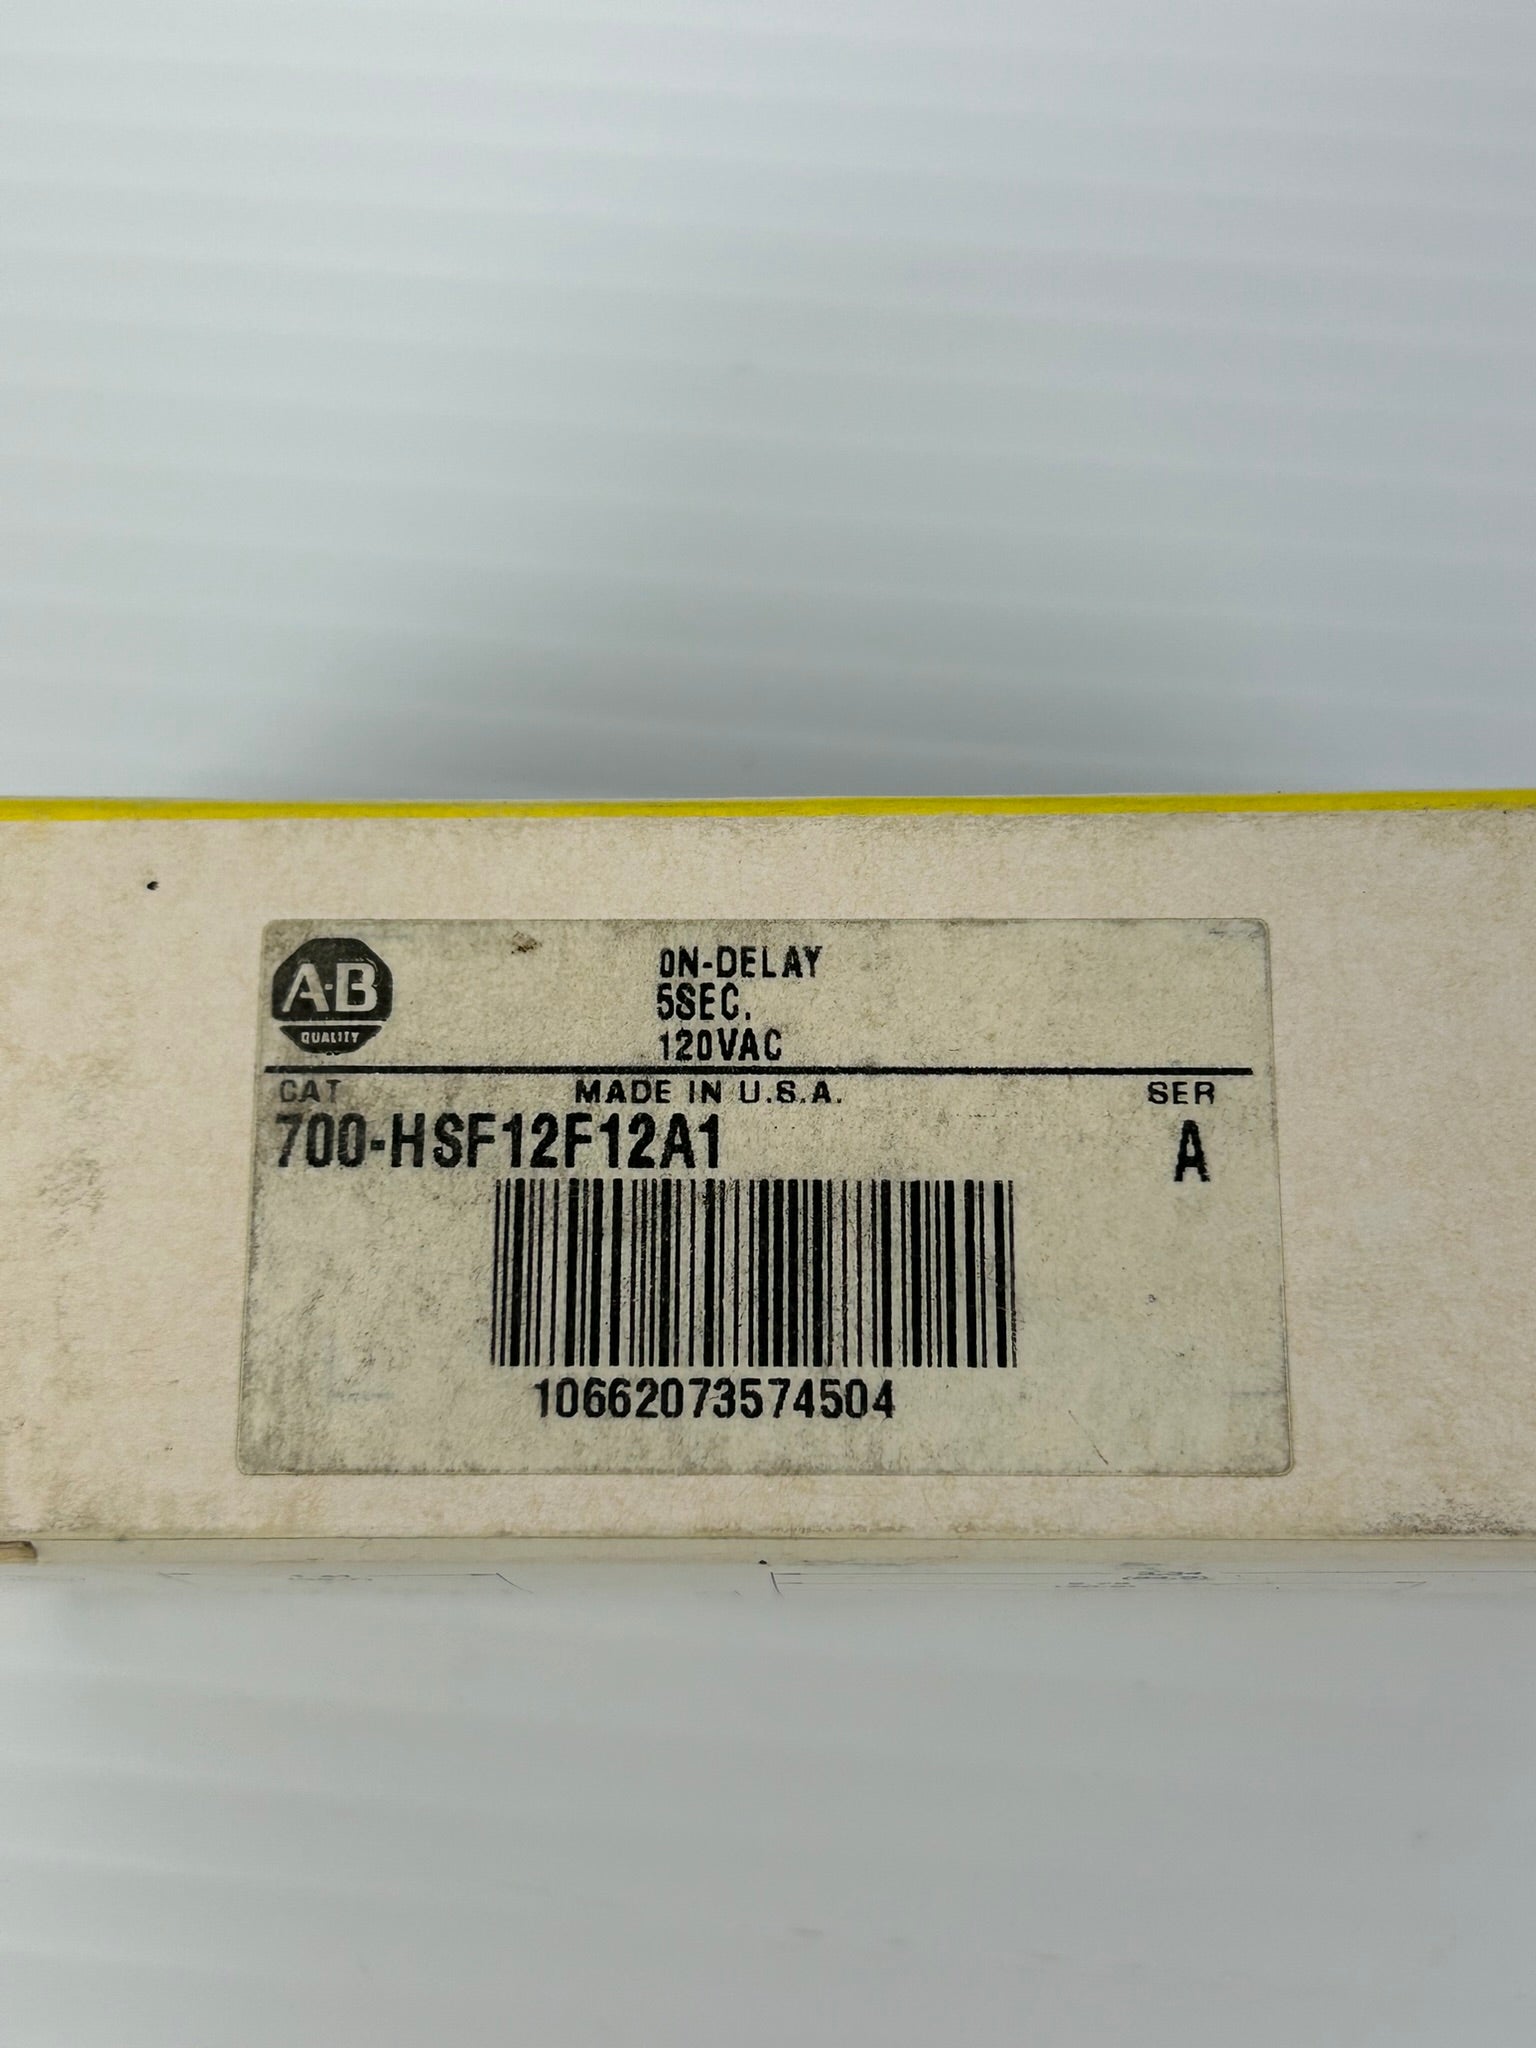 A-B
QUALITY
ON-DELAY
5SEC.
120VAC
CAT MADE IN U.S.A. SER
700-HSF12F12A1 A
10662073574504